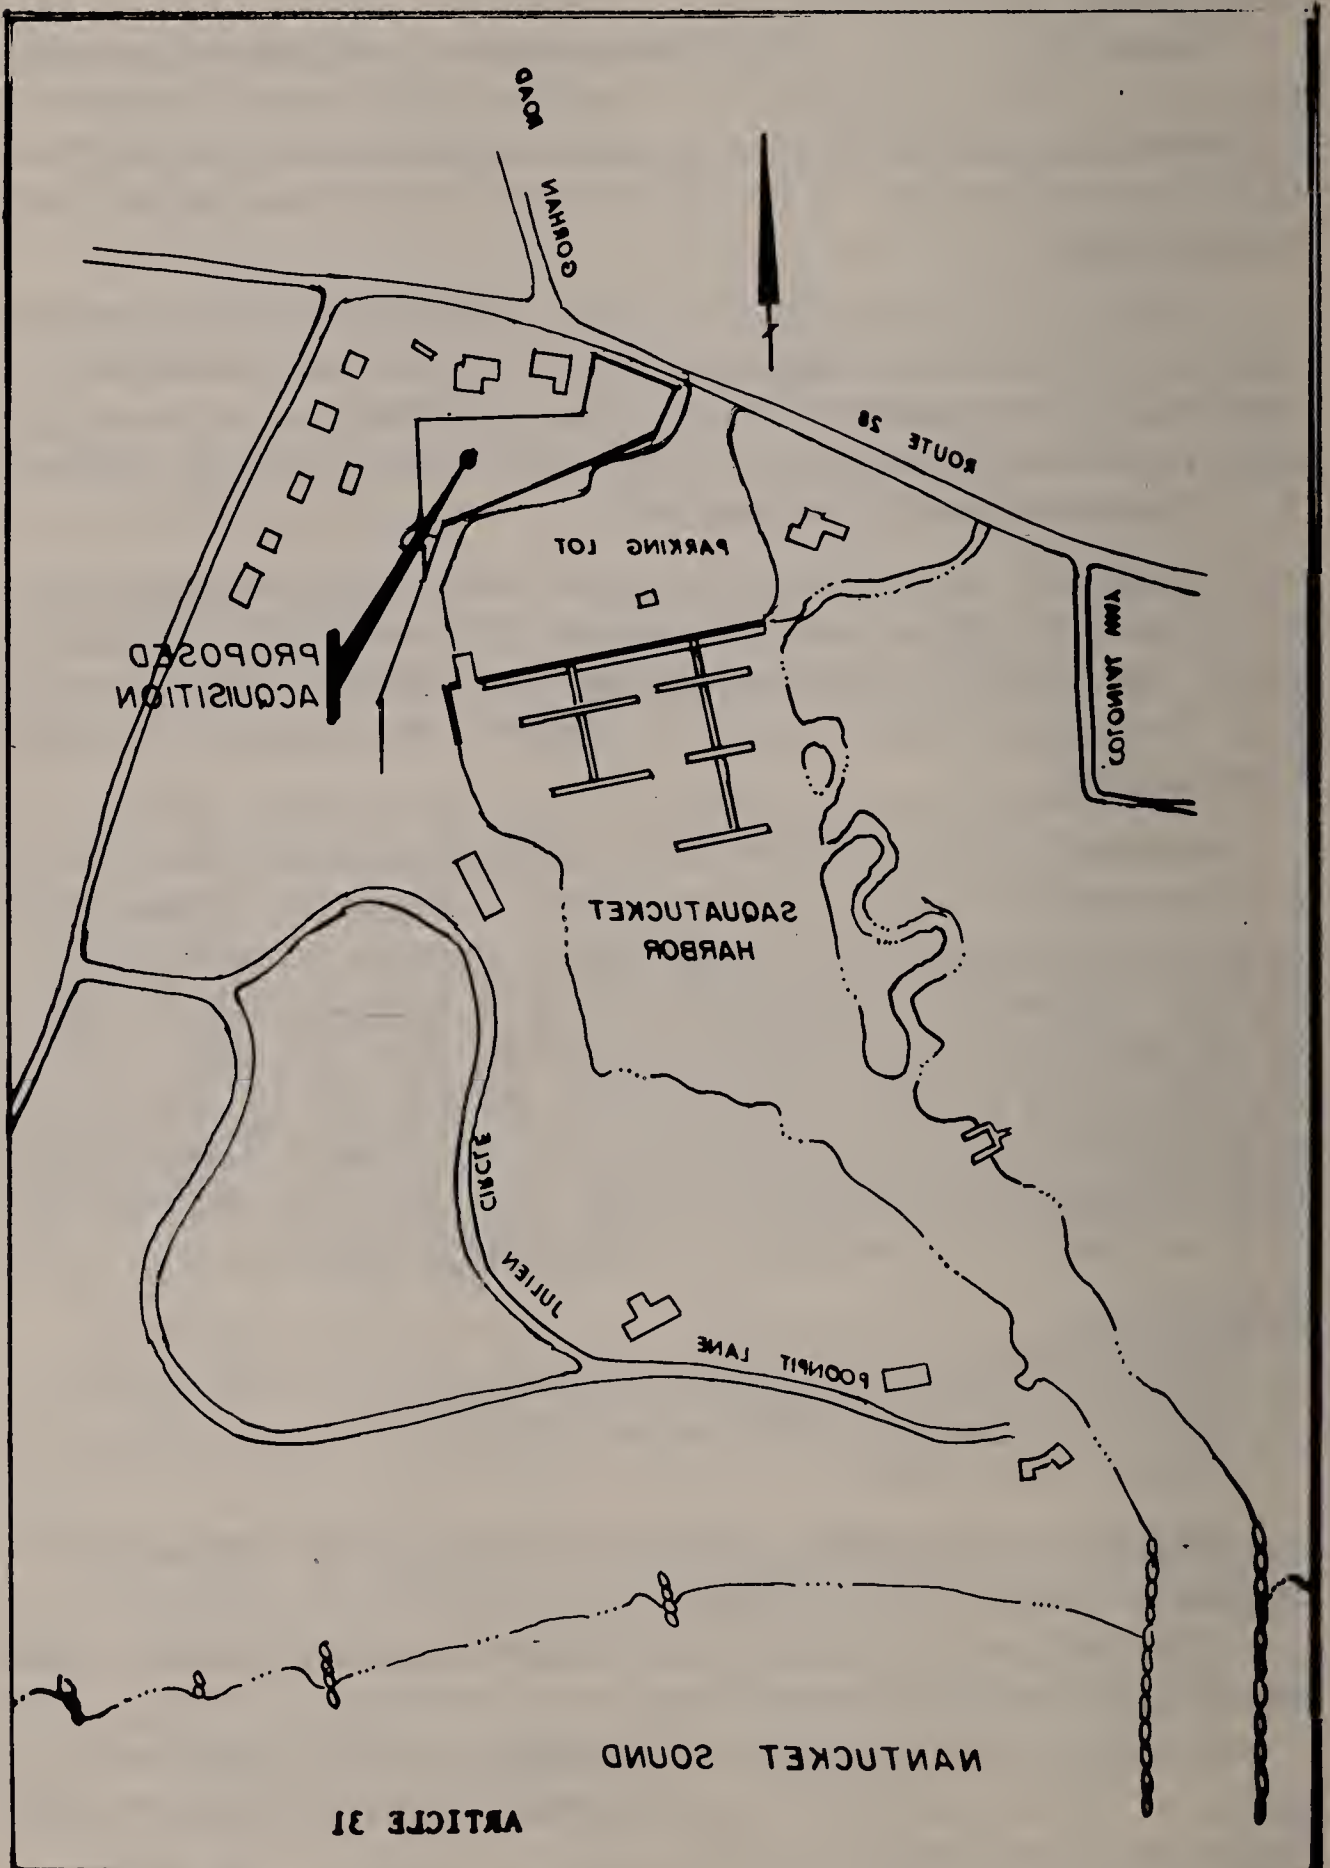 GORHAN ROAD
N
ROUTE 28
PARKING LOT
COLONIAL WAY
PROPOSED
ACQUISITION
SAQUATUCKET
HARBOR
JULIEN CIRCLE
POONPIT LANE
NANTUCKET SOUND
ARTICLE 31